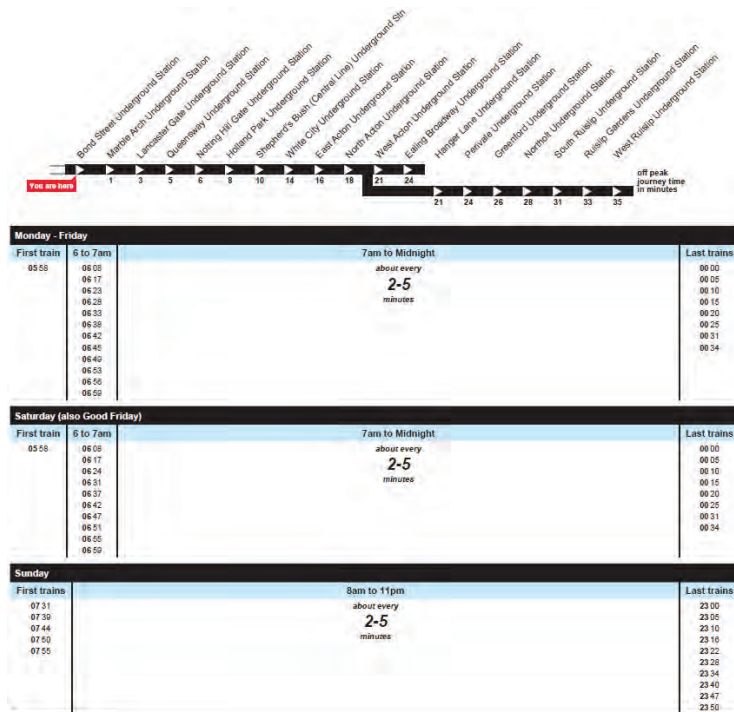 Bond Street Underground Station
Marble Arch Underground Station
Lancaster Gate Underground Station
Queensway Underground Station
Notting Hill Gate Underground Station
Holland Park Underground Station
Shepherd's Bush (Central Line) Underground Stn
White City Underground Station
East Acton Underground Station
North Acton Underground Station
West Acton Underground Station
Ealing Broadway Underground Station
Hanger Lane Underground Station
Perivale Underground Station
Greenford Underground Station
Northolt Underground Station
South Ruislip Underground Station
Ruislip Gardens Underground Station
West Ruislip Underground Station
You are here
1 3 5 6 8 10 14 16 18 21 24
21 24 26 28 31 33 35
off peak
journey time
in minutes
Monday - Friday
First train 6 to 7am 7am to Midnight Last trains
05 58 06 08 about every 00 00
06 17 2-5 00 05
06 23 minutes 00 10
06 28 00 15
06 33 00 20
06 38 00 25
06 42 00 31
06 45 00 34
06 49
06 53
06 56
06 59
Saturday (also Good Friday)
First train 6 to 7am 7am to Midnight Last trains
05 58 06 08 about every 00 00
06 17 2-5 00 05
06 24 minutes 00 10
06 31 00 15
06 37 00 20
06 42 00 25
06 47 00 31
06 51 00 34
06 55
06 59
Sunday
First trains 8am to 11pm Last trains
07 31 about every 23 00
07 39 2-5 23 05
07 44 minutes 23 10
07 50 23 16
07 55 23 22
23 28
23 34
23 40
23 47